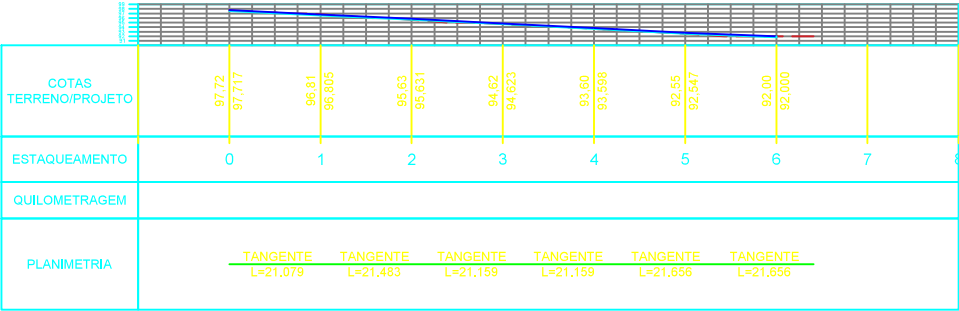 COTAS
TERRENO/PROJETO
97,72
97,717
96,81
96,805
95,63
95,631
94,62
94,623
93,60
93,598
92,55
92,547
92,00
92,000
ESTAQUEAMENTO
0 1 2 3 4 5 6 7 8
QUILOMETRAGEM
PLANIMETRIA
TANGENTE TANGENTE TANGENTE TANGENTE TANGENTE TANGENTE
L=21,079 L=21,483 L=21,159 L=21,159 L=21,656 L=21,656